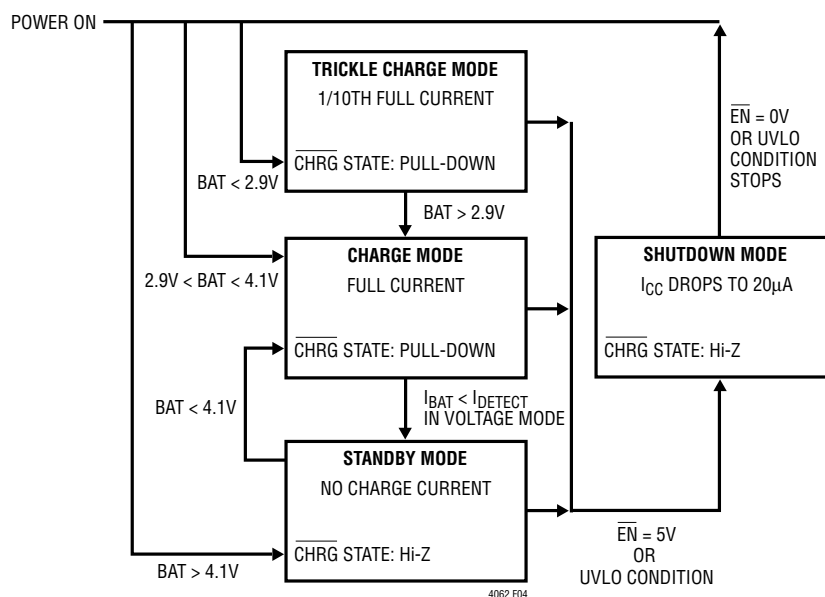 POWER ON
TRICKLE CHARGE MODE
1/10TH FULL CURRENT
CHRG STATE: PULL-DOWN
BAT < 2.9V
BAT > 2.9V
CHARGE MODE
FULL CURRENT
CHRG STATE: PULL-DOWN
2.9V < BAT < 4.1V
BAT < 4.1V
IBAT < IDETECT
IN VOLTAGE MODE
STANDBY MODE
NO CHARGE CURRENT
CHRG STATE: Hi-Z
BAT > 4.1V
EN = 0V
OR UVLO
CONDITION
STOPS
SHUTDOWN MODE
ICC DROPS TO 20µA
CHRG STATE: Hi-Z
EN = 5V
OR
UVLO CONDITION
4062 F04